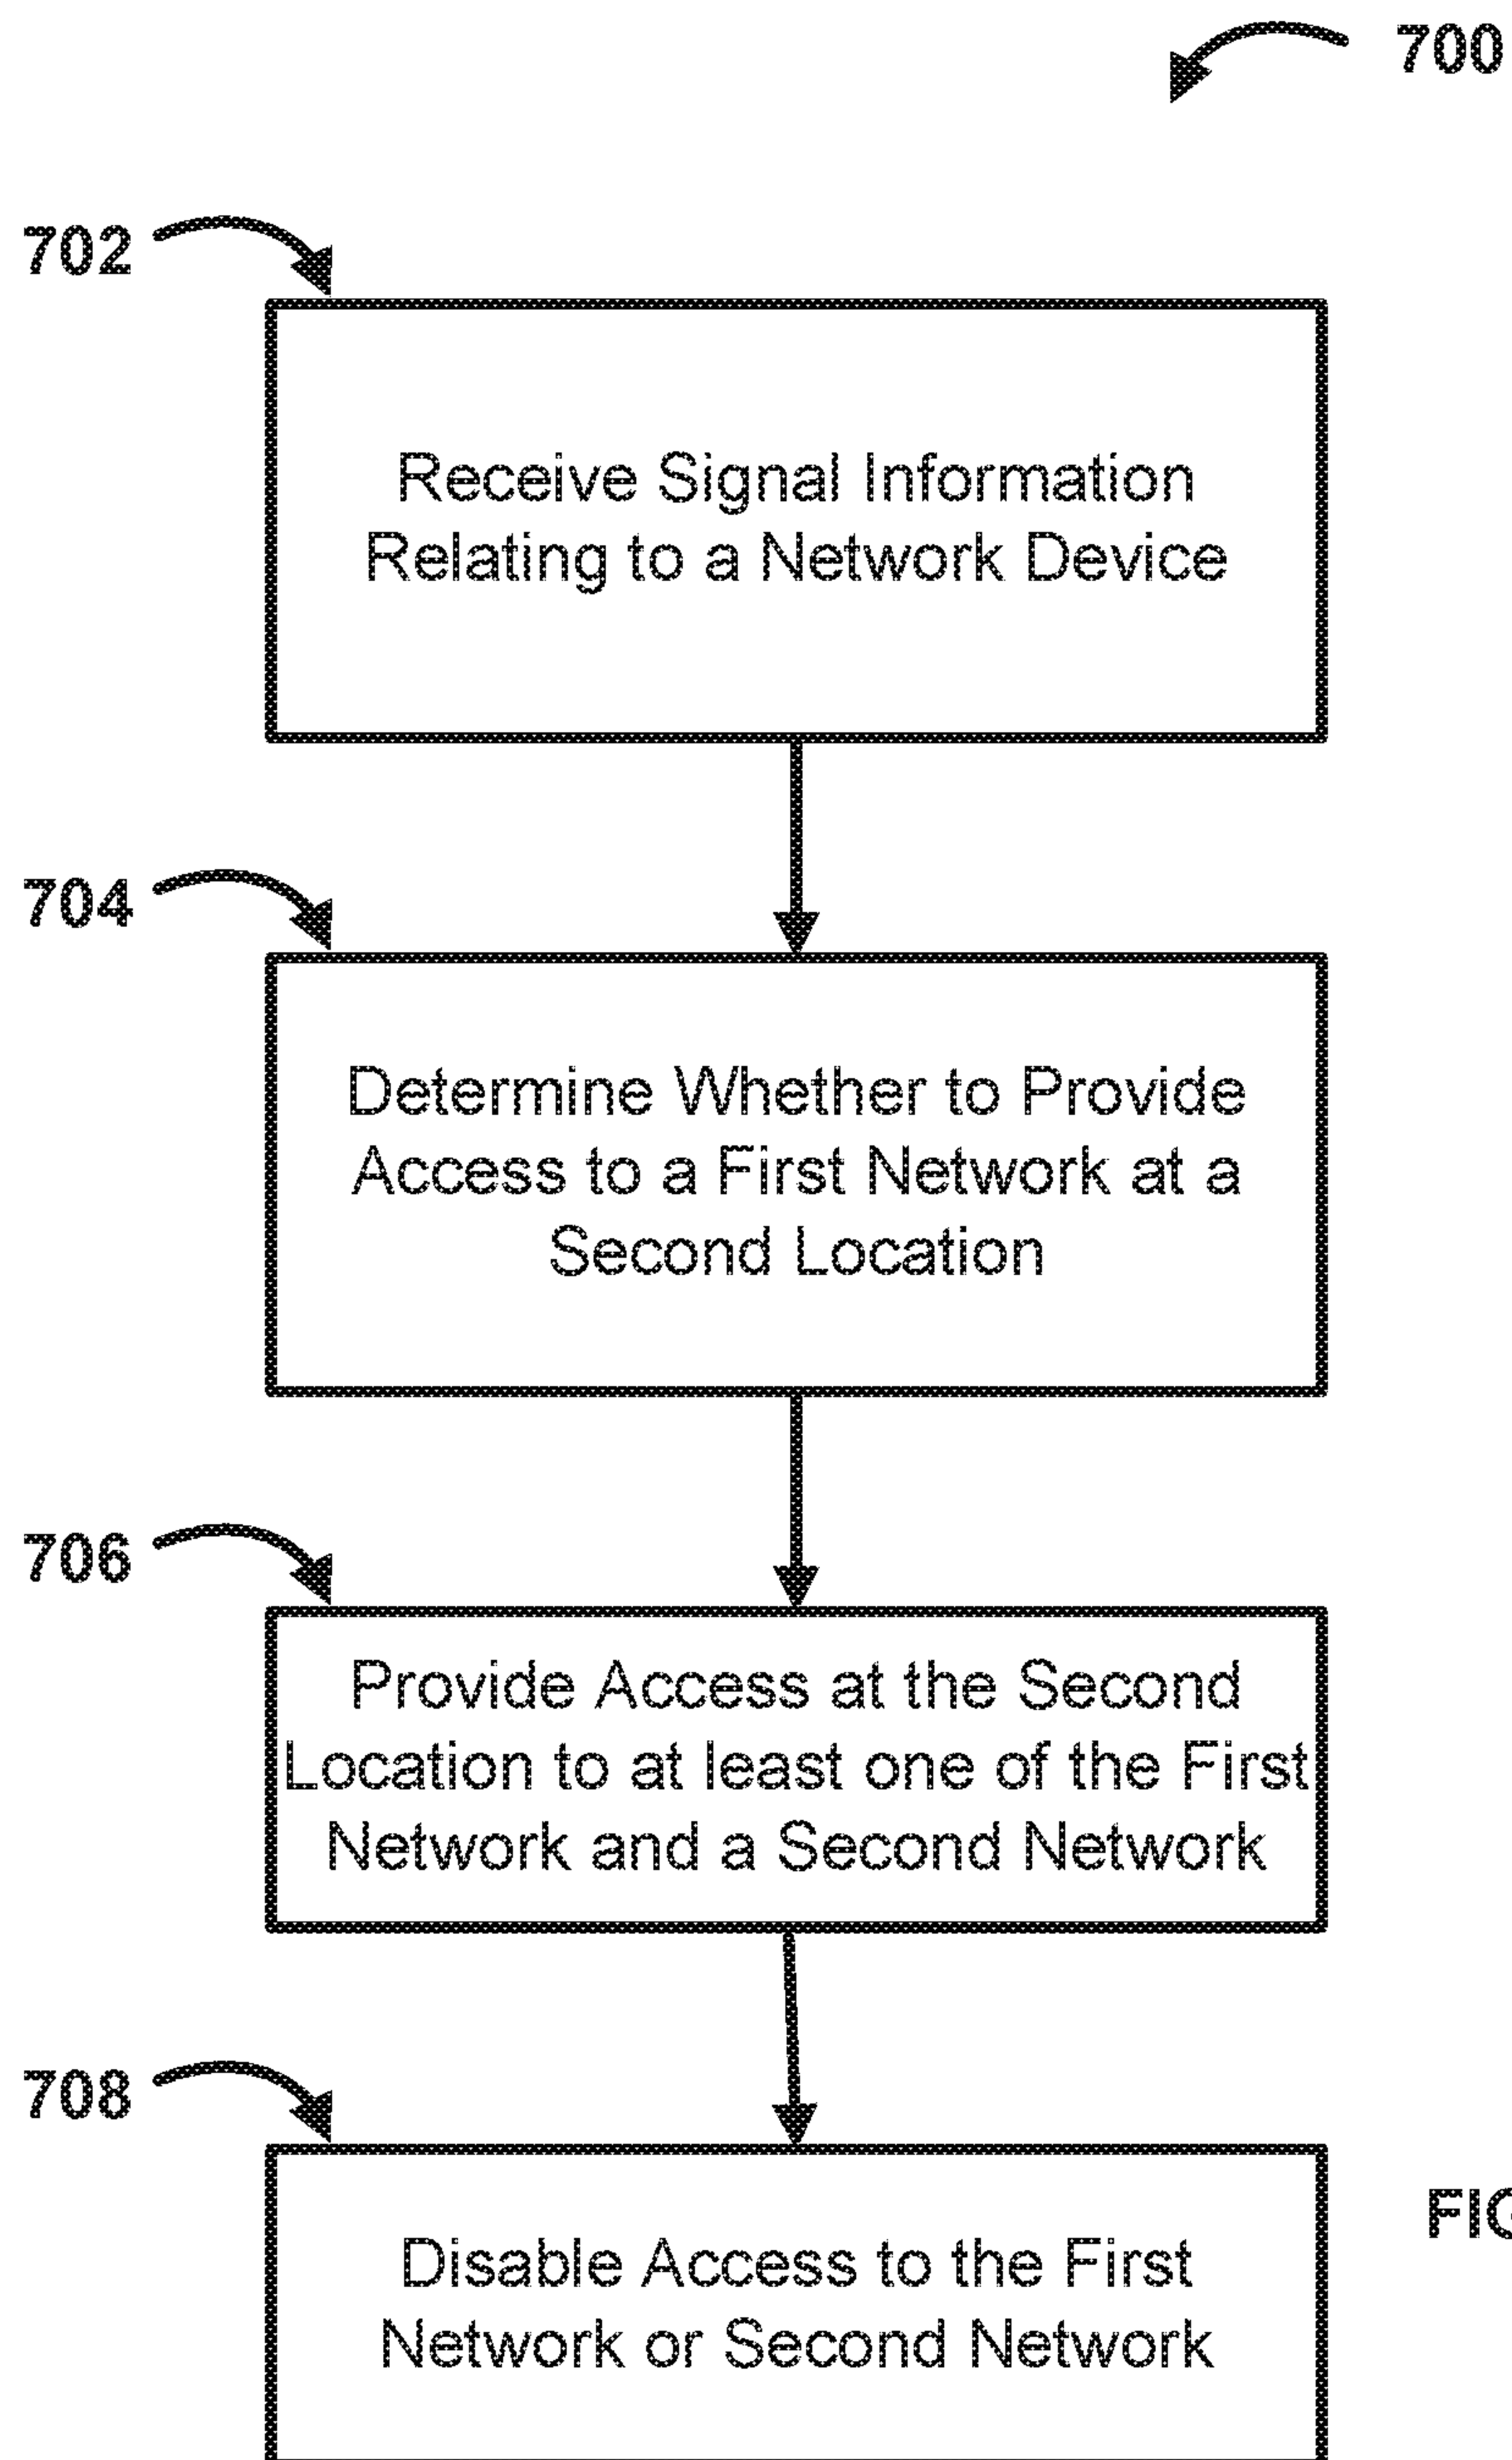 700
702
Receive Signal Information
Relating to a Network Device
704
Determine Whether to Provide
Access to a First Network at a
Second Location
706
Provide Access at the Second
Location to at least one of the First
Network and a Second Network
708
FIG
Disable Access to the First
Network or Second Network